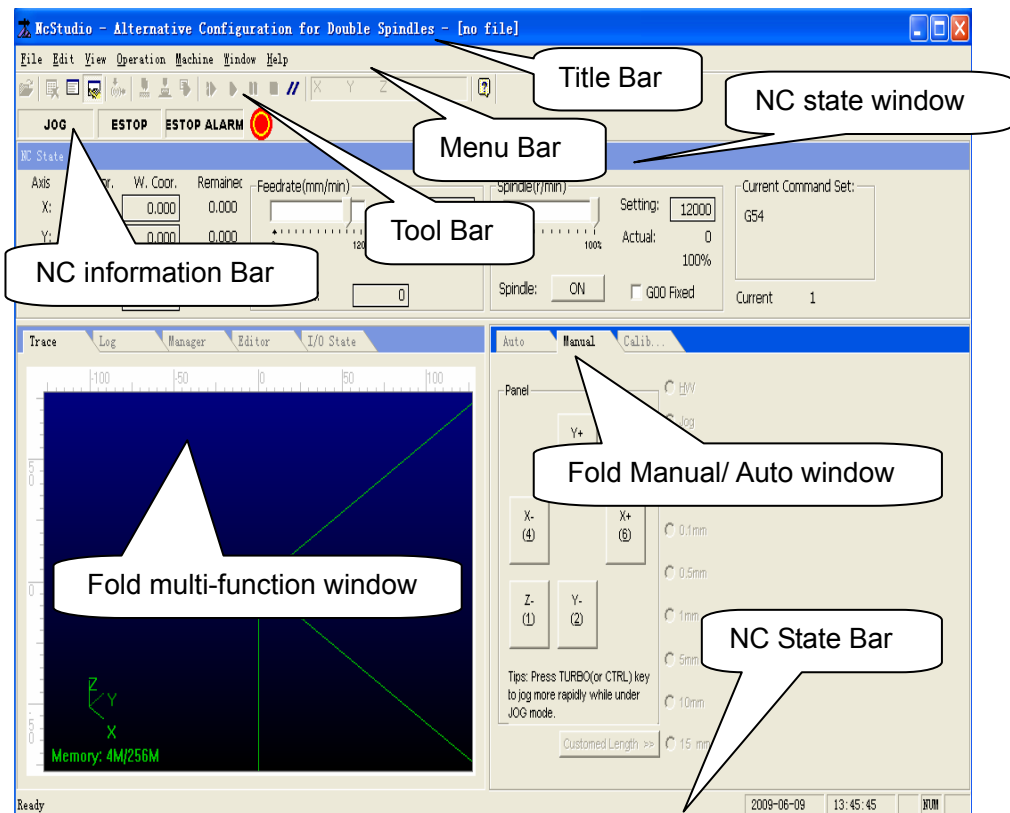 NcStudio - Alternative Configuration for Double Spindles - [no file]
File Edit View Operation Machine Window Help
Title Bar
X Y Z
NC state window
JOG ESTOP ESTOP ALARM
Menu Bar
NC State
Axis W. Coor. Remained
Feedrate(mm/min)
Spindle(r/min)
Current Command Set:
X: 0.000 0.000
Setting: 12000
G54
Tool Bar
Y: 0.000 0.000
100%
Actual: 0
NC information Bar
100%
0
Spindle: ON
G00 Fixed
Current 1
Trace Log Manager Editor I/O State
Auto Manual Calib...
-100 -50 0 50 100
Panel
HW
Jog
Y+
50
Fold Manual/ Auto window
X-
(4)
X+
(6)
0.1mm
0.5mm
Fold multi-function window
0
Z-
(1)
Y-
(2)
1mm
NC State Bar
5mm
Tips: Press TURBO(or CTRL) key
to jog more rapidly while under
JOG mode.
10mm
Z
Y
X
-50
Memory: 4M/256M
Customed Length >>
15 mm
Ready
2009-06-09 13:45:45 NUM